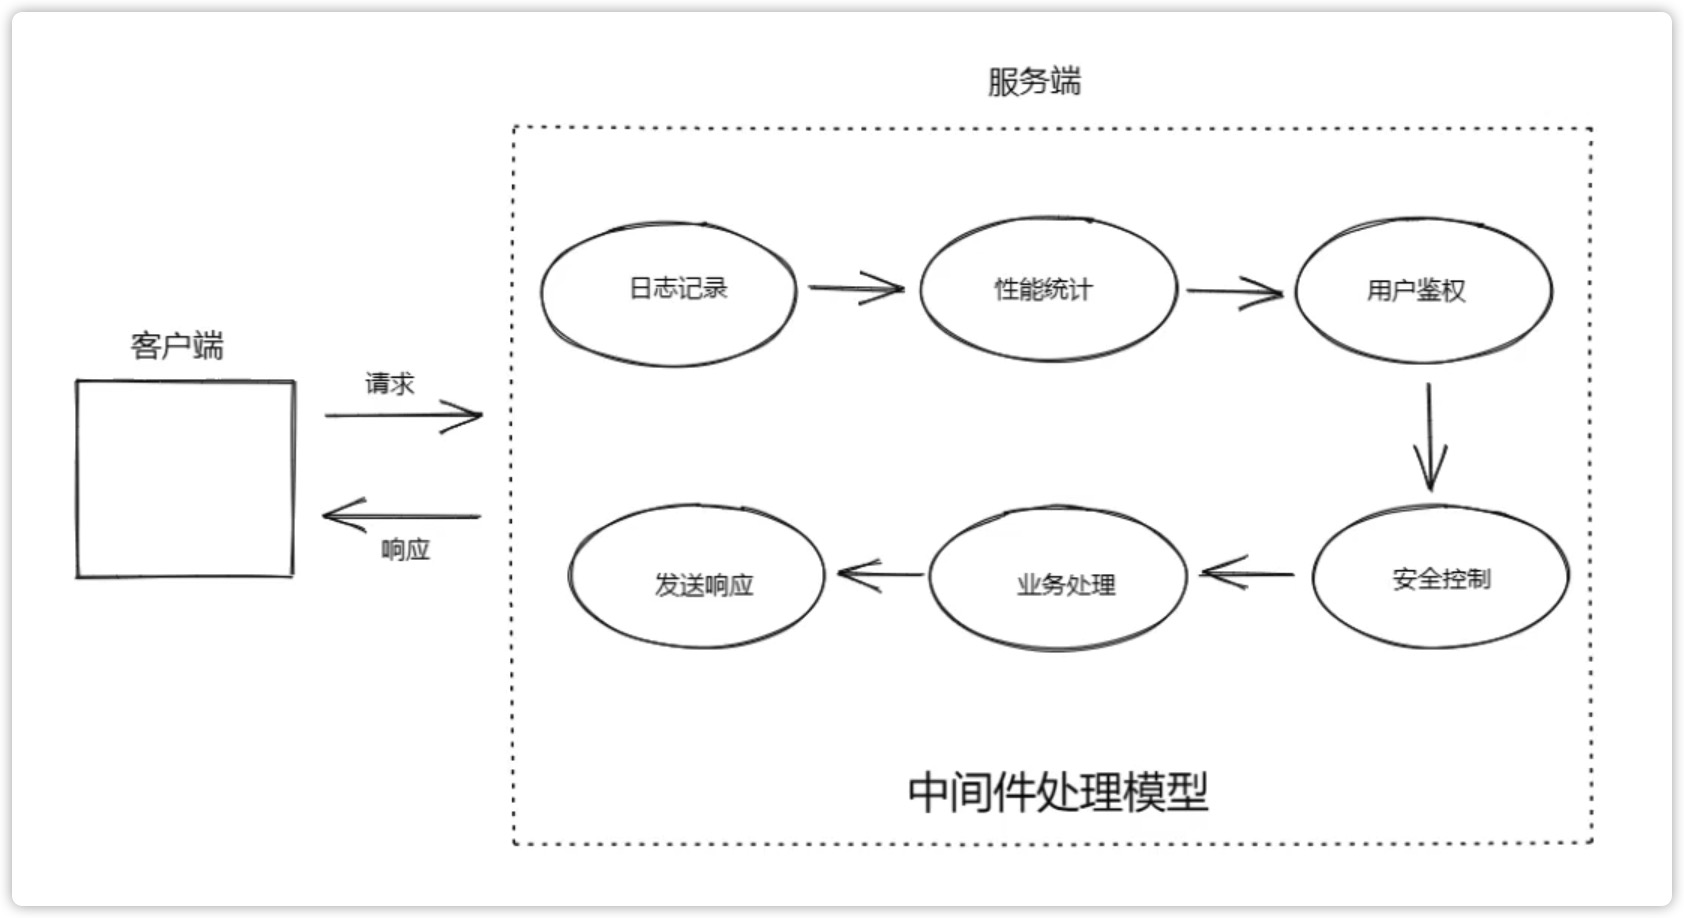 服务端
日志记录
性能统计
用户鉴权
客户端
请求
响应
发送响应
业务处理
安全控制
中间件处理模型